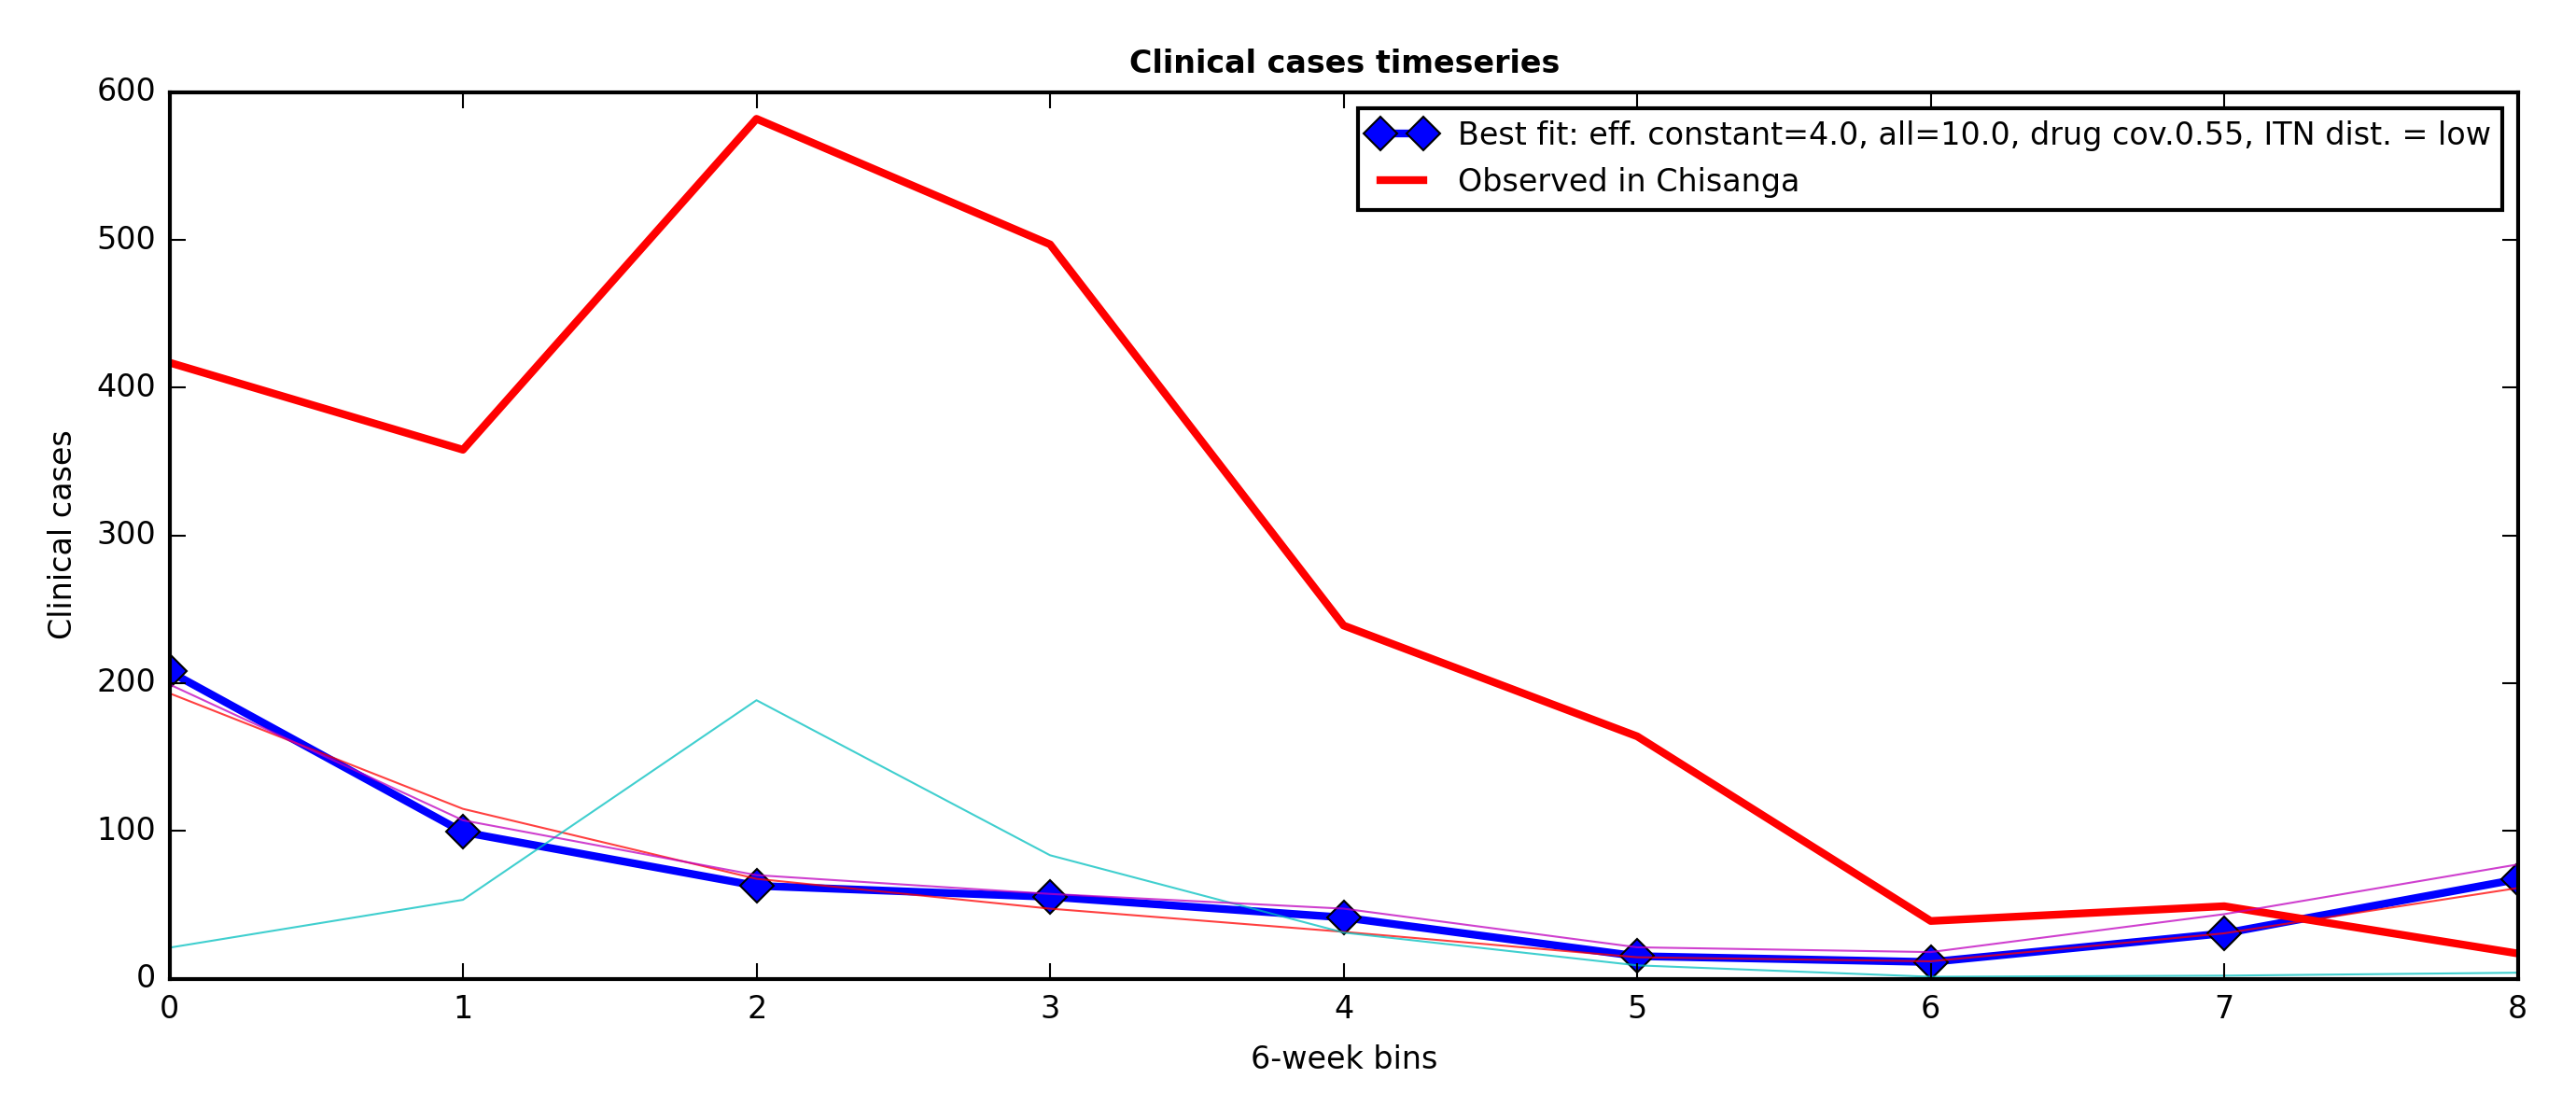 Clinical cases timeseries
600
500
400
300
200
100
0
Clinical cases
Best fit: eff. constant=4.0, all=10.0, drug cov.0.55, ITN dist. = low
Observed in Chisanga
0 1 2 3 4 5 6 7 8
6-week bins